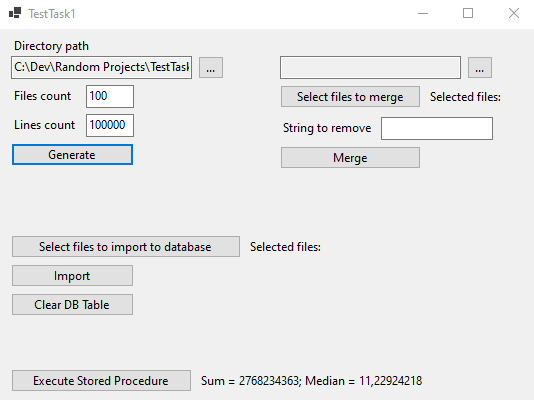 TestTask1
Directory path
C:\Dev\Random Projects\TestTask ...
...
Files count 100
Select files to merge Selected files:
Lines count 100000
String to remove
Generate
Merge
Select files to import to database Selected files:
Import
Clear DB Table
Execute Stored Procedure Sum = 2768234363; Median = 11,22924218